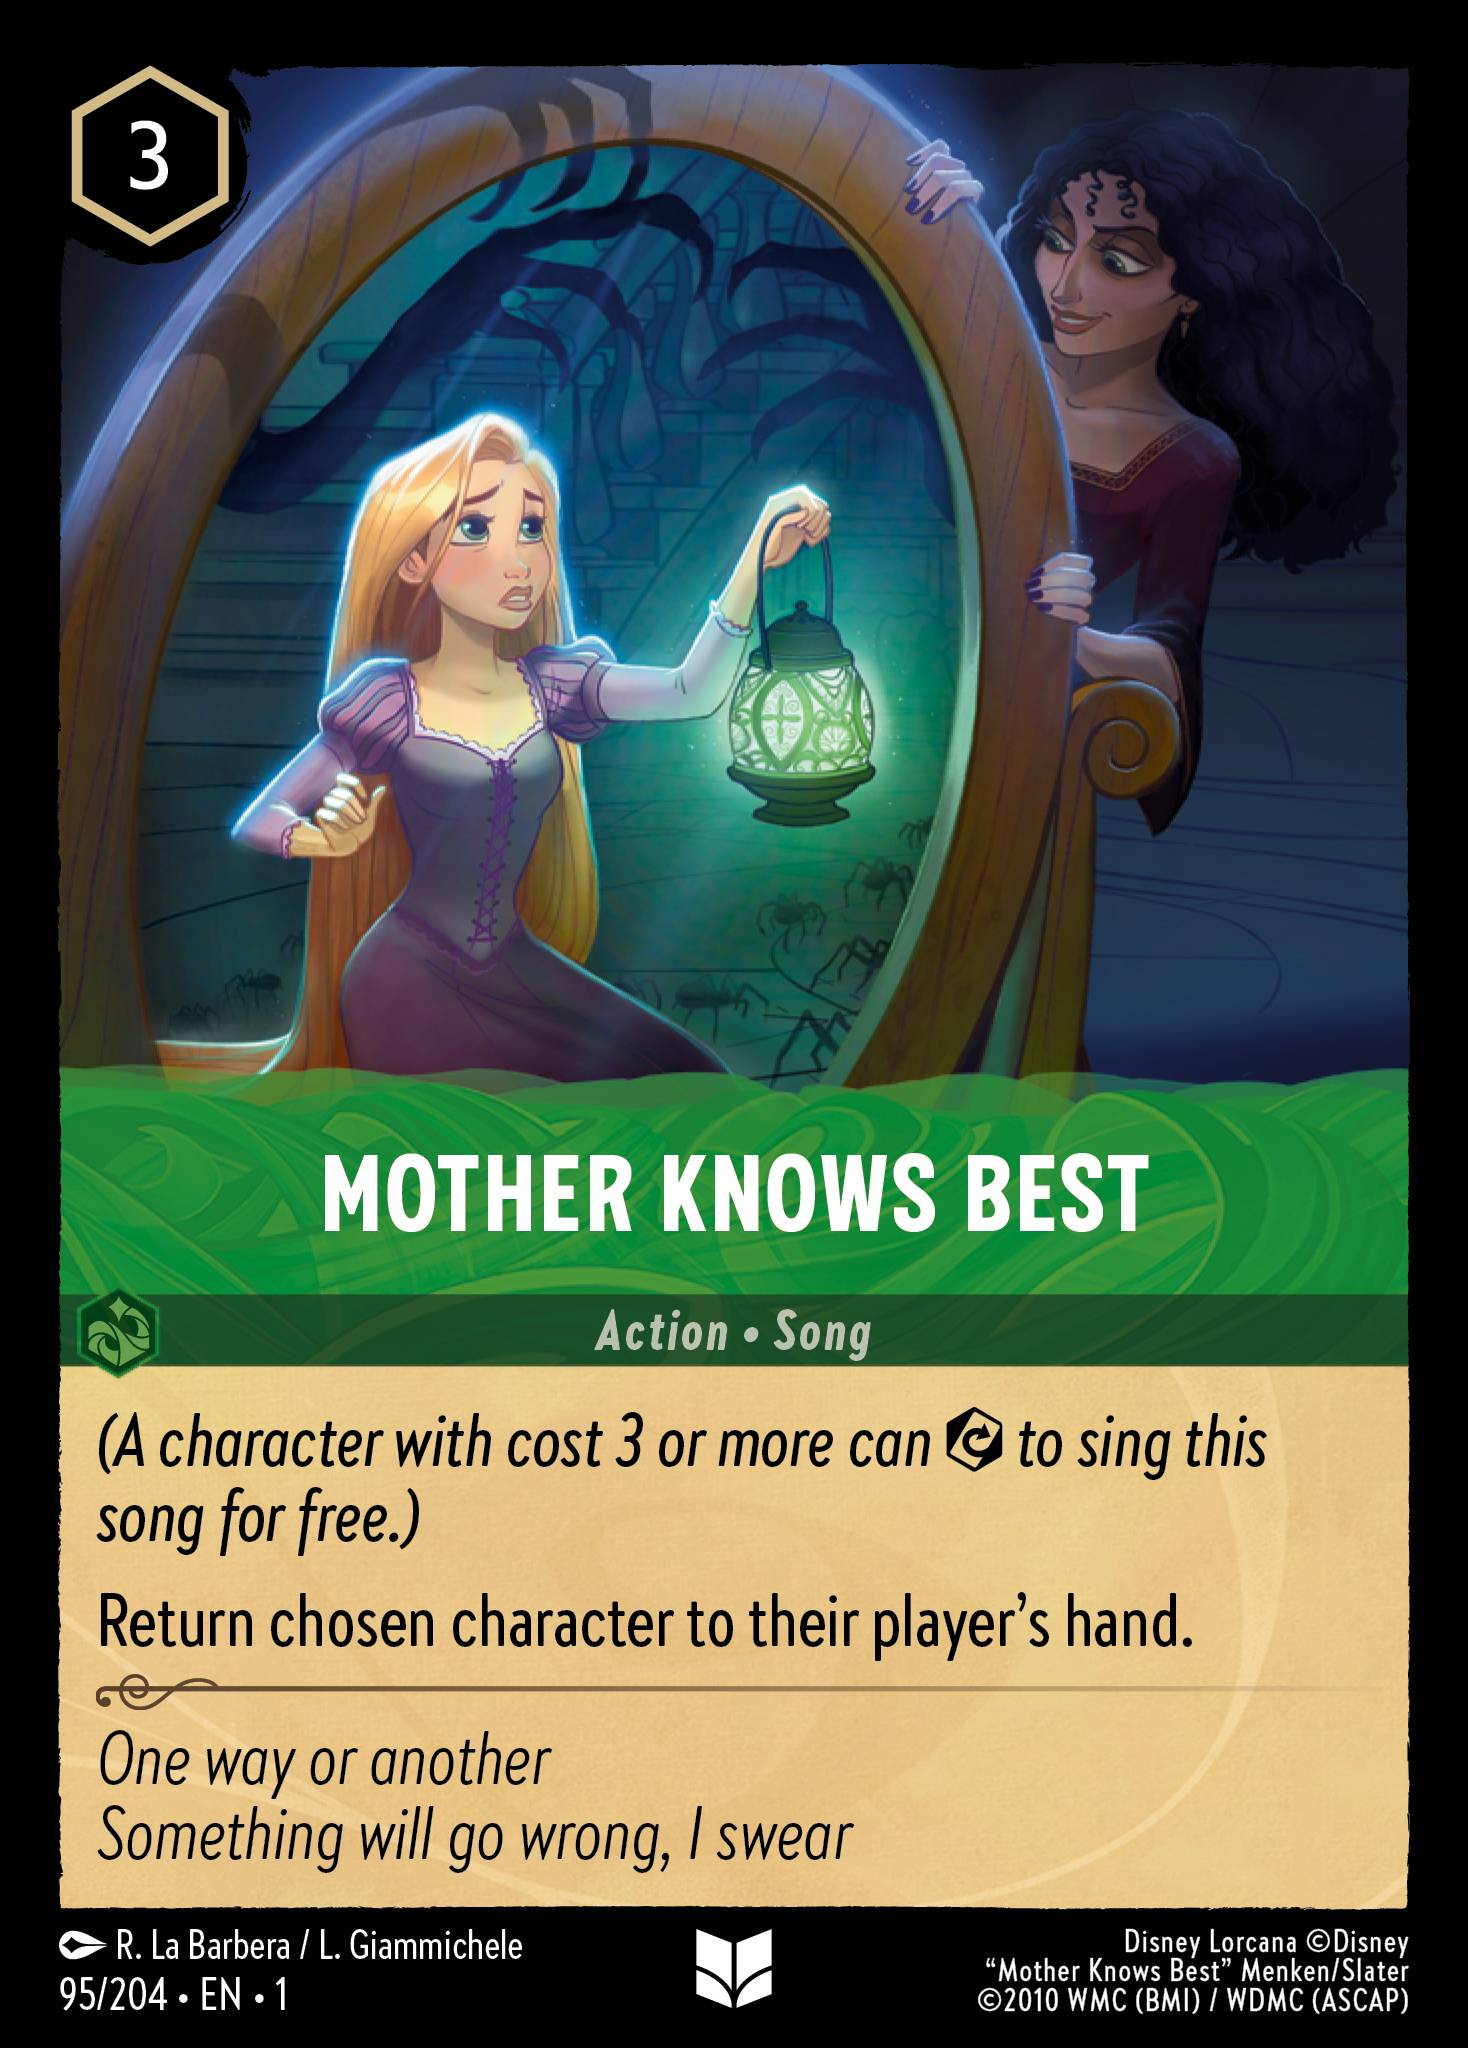 3
MOTHER KNOWS BEST
Action • Song
(A character with cost 3 or more can to sing this
song for free.)
Return chosen character to their player’s hand.
One way or another
Something will go wrong, I swear
R. La Barbera / L. Giammichele
95/204 • EN • 1
Disney Lorcana ©Disney
“Mother Knows Best” Menken/Slater
©2010 WMC (BMI) / WDMC (ASCAP)